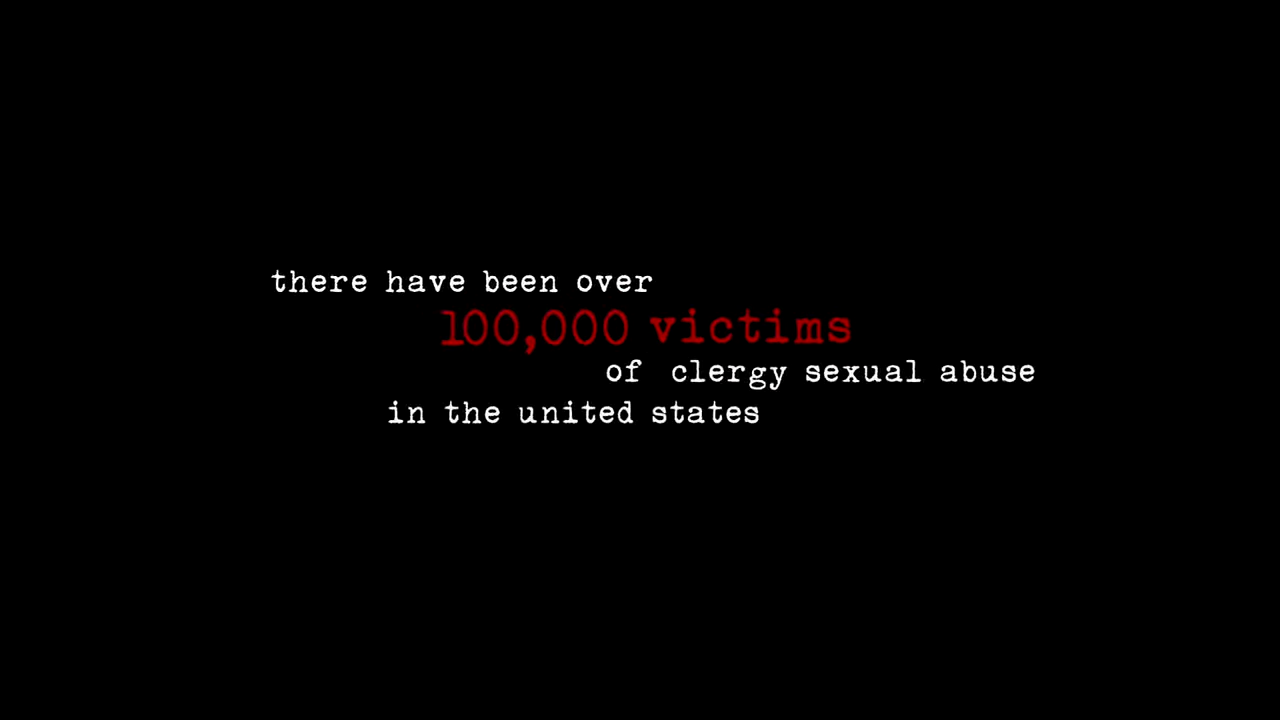 there have been over
100,000 victims
of clergy sexual abuse
in the united states